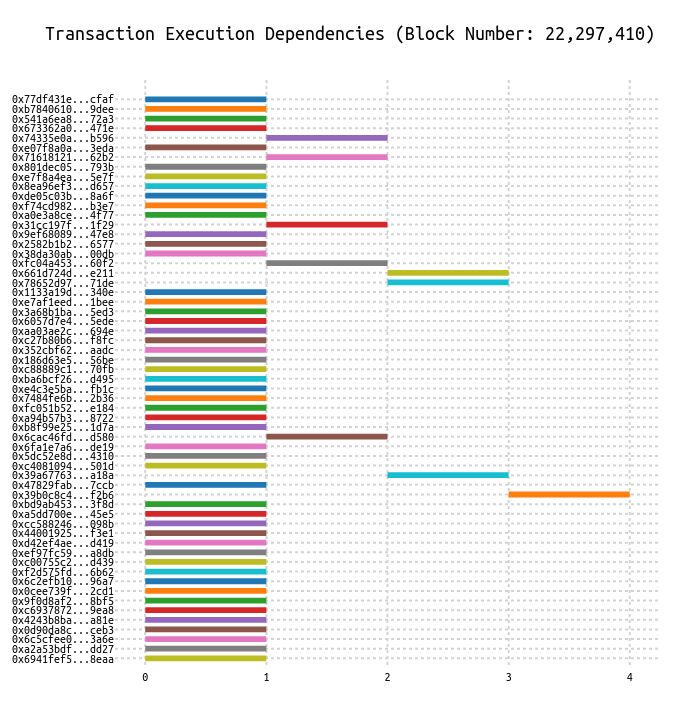 Transaction Execution Dependencies (Block Number: 22,297,410)
0x77df431e...cfaf
0xb7840610...9dee
0x541a6ea8...72a3
0x673362a0...471e
0x74335e0a...b596
0xe07f8a0a...3eda
0x71618121...62b2
0x801dec05...793b
0xe7f8a4ea...5e7f
0x8ea96ef3...d657
0xde05c03b...8a6f
0xf74cd982...b3e7
0xa0e3a8ce...4f77
0x31cc197f...1f29
0x9ef68089...47e8
0x2582b1b2...6577
0x38da30ab...00db
0xfc04a453...60f2
0x661d724d...e211
0x78652d97...71de
0x1133a19d...340e
0xe7af1eed...1bee
0x3a68b1ba...5ed3
0x6057d7e4...5ede
0xaa03ae2c...694e
0xc27b80b6...f8fc
0x352cbf62...aadc
0x186d63e5...56be
0xc88889c1...70fb
0xba6bcf26...d495
0xe4c3e5ba...fb1c
0x7484fe6b...2b36
0xfc051b52...e184
0xa94b57b3...8722
0xb8f99e25...1d7a
0x6cac46fd...d580
0x6fa1e7a6...de19
0x5dc52e8d...4310
0xc4081094...501d
0x39a67763...a18a
0x47829fab...7ccb
0x39b0c8c4...f2b6
0xbd9ab453...3f8d
0xa5dd700e...45e5
0xcc588246...098b
0x44001925...f3e1
0xd42ef4ae...d419
0xef97fc59...a8db
0xc00755c2...d439
0xf2d575fd...6b62
0x6c2efb10...96a7
0x0cee739f...2cd1
0x9f0d8af2...8bf5
0xc6937872...9ea8
0x4243b8ba...a81e
0x0d90da8c...ceb3
0x6c5cfee0...3a6e
0xa2a53bdf...dd27
0x6941fef5...8eaa
0 1 2 3 4